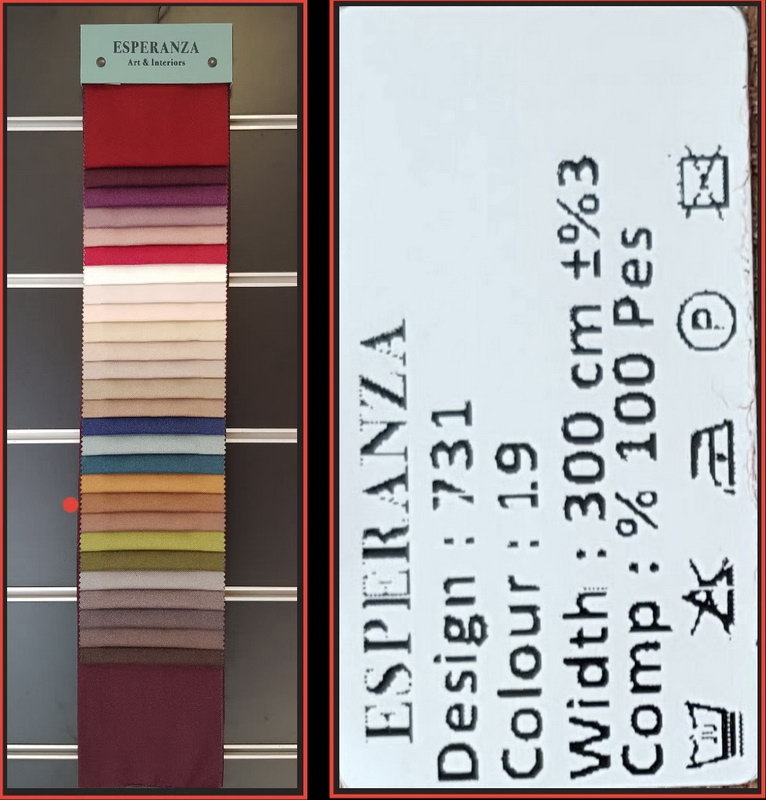 ESPERANZA
Art & Interiors
ESPERANZA
Design : 731
Colour : 19
Width : 300 cm ±%3
Comp : % 100 Pes
P